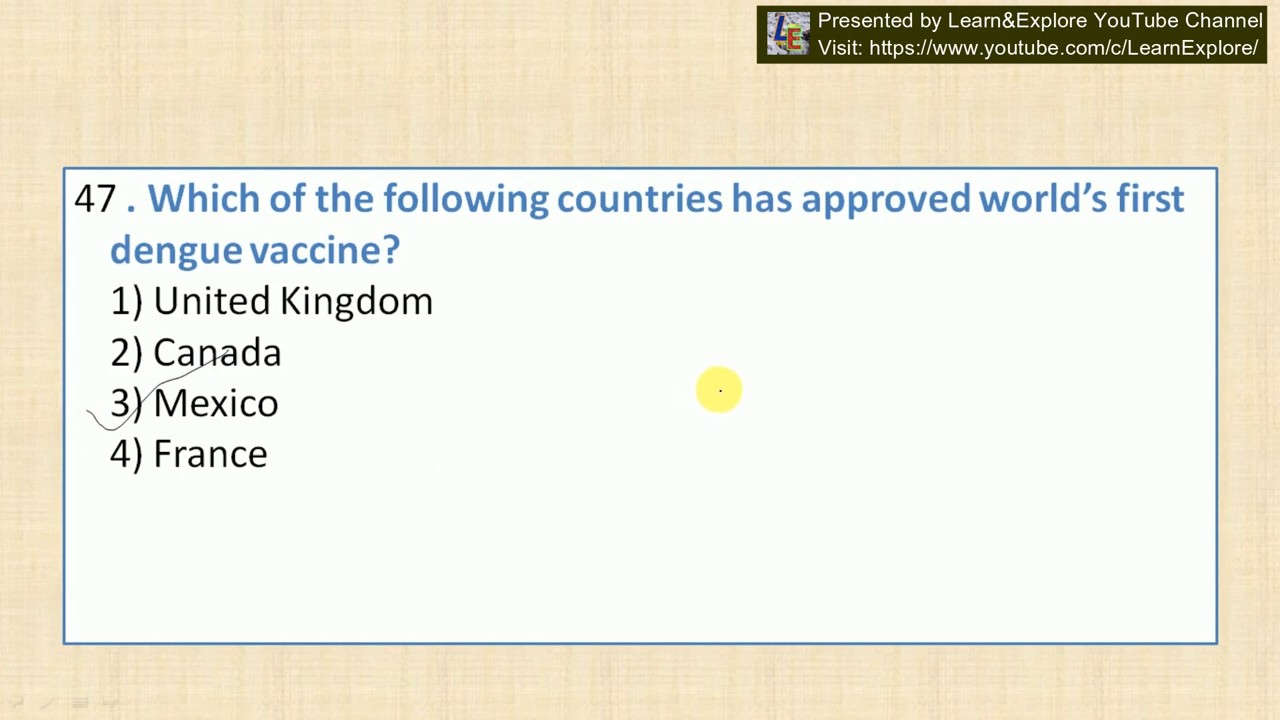 Presented by Learn&Explore YouTube Channel
Visit: https://www.youtube.com/c/LearnExplore/
LE
47 . Which of the following countries has approved world's first
dengue vaccine?
1) United Kingdom
2) Canada
3) Mexico
4) France